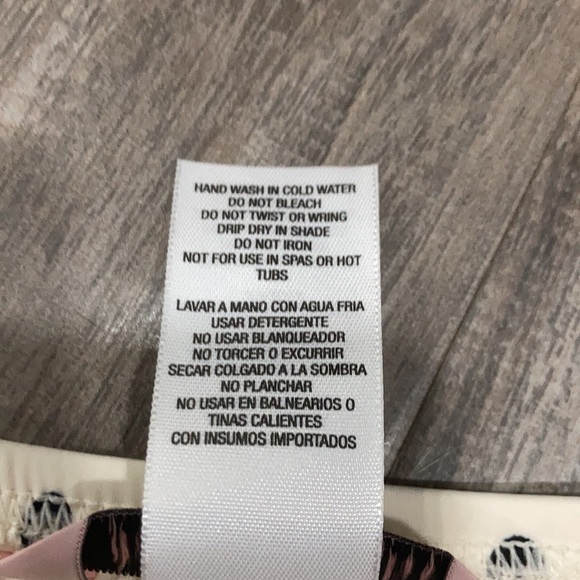 HAND WASH IN COLD WATER
DO NOT BLEACH
DO NOT TWIST OR WRING
DRIP DRY IN SHADE
DO NOT IRON
NOT FOR USE IN SPAS OR HOT
TUBS
LAVAR A MANO CON AGUA FRIA
USAR DETERGENTE
NO USAR BLANQUEADOR
NO TORCER O EXCURRIR
SECAR COLGADO A LA SOMBRA
NO PLANCHAR
NO USAR EN BALNEARIOS O
TINAS CALIENTES
CON INSUMOS IMPORTADOS